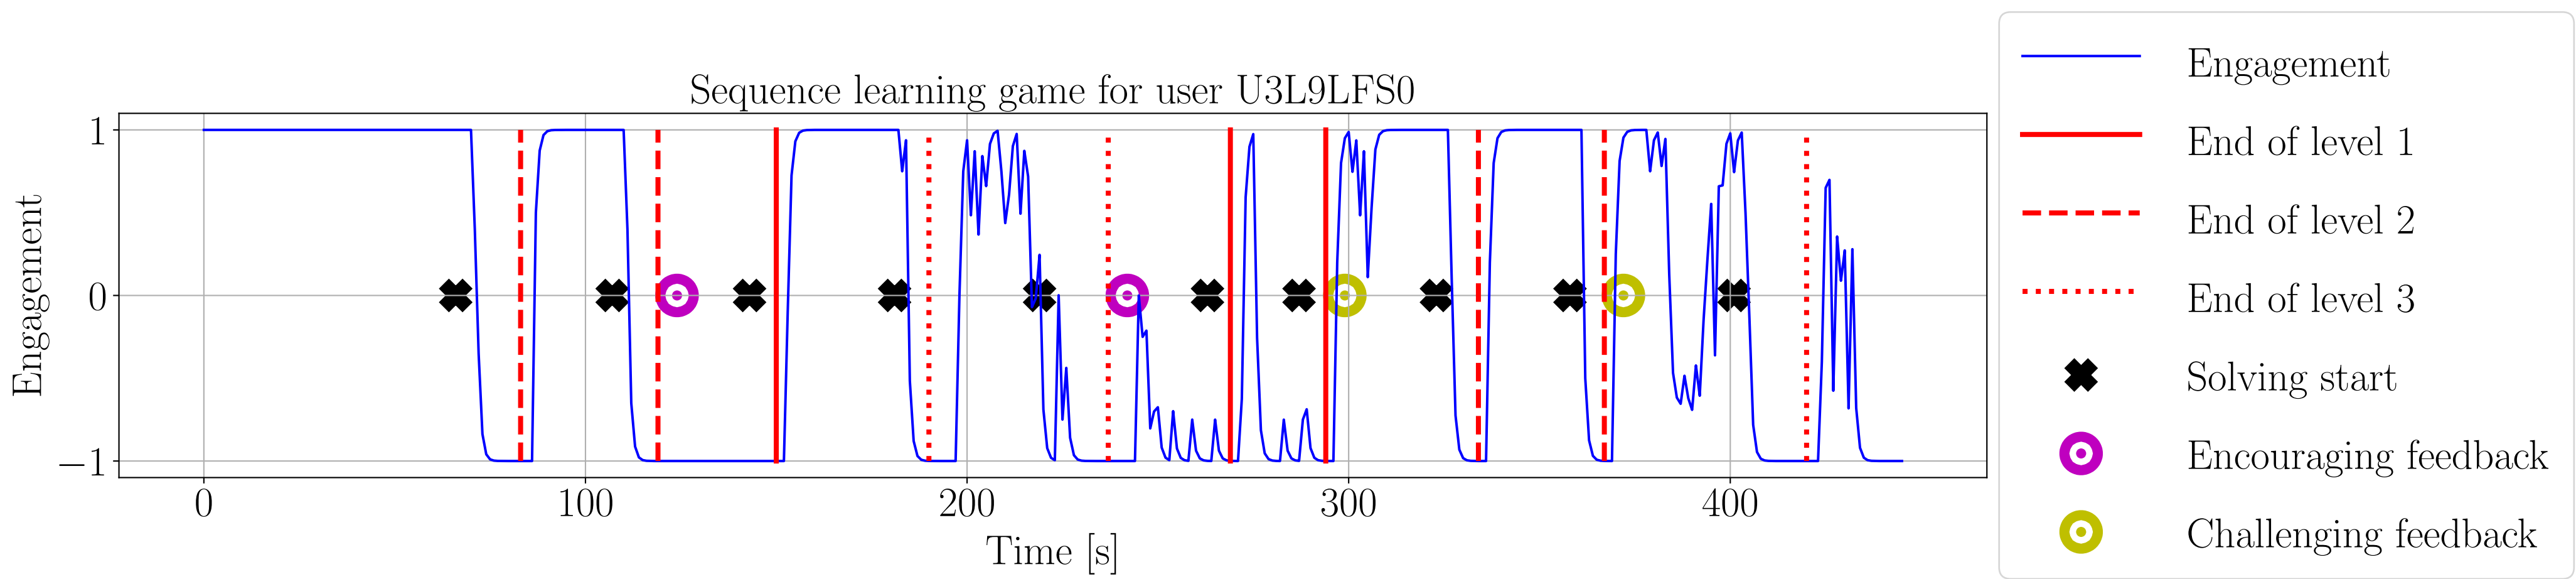 Sequence learning game for user U3L9LFS0
Engagement
1
0
−1
0 100 200 300 400
Time [s]
Engagement
End of level 1
End of level 2
End of level 3
Solving start
Encouraging feedback
Challenging feedback